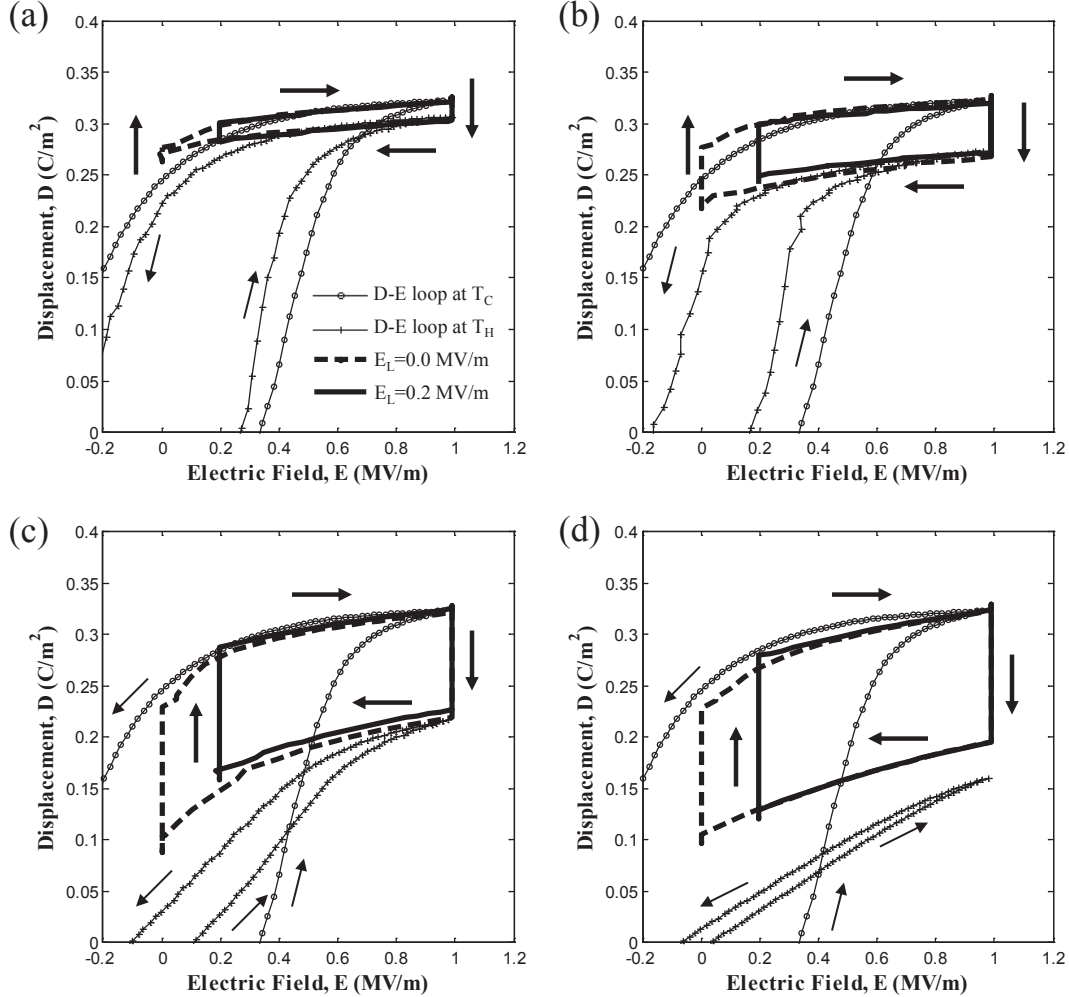 (a)
0.4
0.35
0.3
0.25
0.2
0.15
0.1
0.05
0
Displacement, D (C/m²)
-0.2 0 0.2 0.4 0.6 0.8 1 1.2
Electric Field, E (MV/m)
D-E loop at T_C
D-E loop at T_H
E_L=0.0 MV/m
E_L=0.2 MV/m
(b)
0.4
0.35
0.3
0.25
0.2
0.15
0.1
0.05
0
Displacement, D (C/m²)
-0.2 0 0.2 0.4 0.6 0.8 1 1.2
Electric Field, E (MV/m)
(c)
0.4
0.35
0.3
0.25
0.2
0.15
0.1
0.05
0
Displacement, D (C/m²)
-0.2 0 0.2 0.4 0.6 0.8 1 1.2
Electric Field, E (MV/m)
(d)
0.4
0.35
0.3
0.25
0.2
0.15
0.1
0.05
0
Displacement, D (C/m²)
-0.2 0 0.2 0.4 0.6 0.8 1 1.2
Electric Field, E (MV/m)